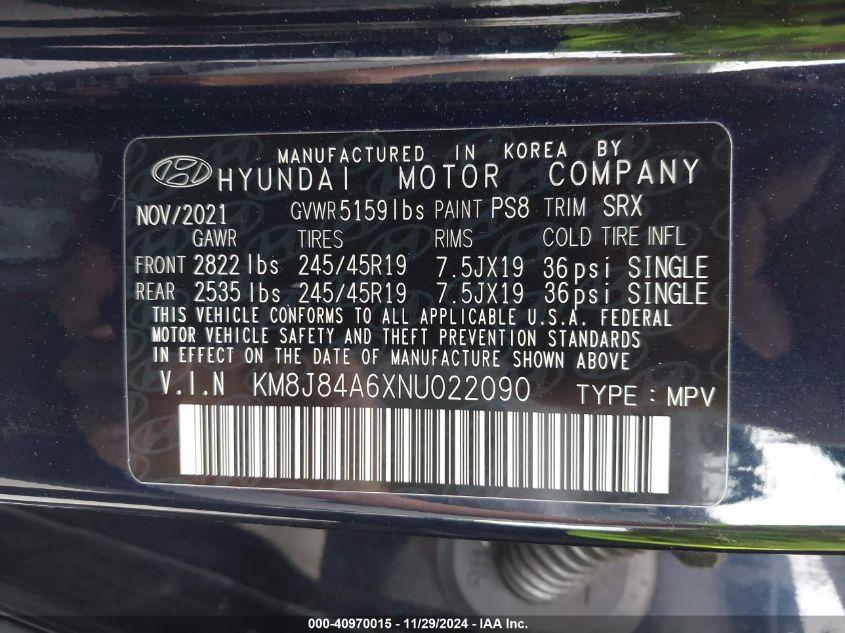 MANUFACTURED IN KOREA BY
HYUNDAI MOTOR COMPANY
NOV/2021 GVWR 5159 lbs PAINT PS8 TRIM SRX
GAWR TIRES RIMS COLD TIRE INFL
FRONT 2822 lbs 245/45R19 7.5JX19 36psi SINGLE
REAR 2535 lbs 245/45R19 7.5JX19 36psi SINGLE
THIS VEHICLE CONFORMS TO ALL APPLICABLE U.S.A. FEDERAL
MOTOR VEHICLE SAFETY AND THEFT PREVENTION STANDARDS
IN EFFECT ON THE DATE OF MANUFACTURE SHOWN ABOVE
V.I.N KM8J84A6XNU022090 TYPE: MPV
000-40970015 - 11/29/2024 - IAA Inc.